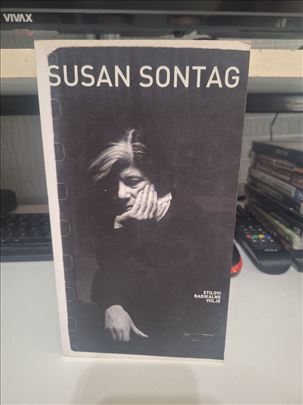 VIVAX
SUSAN SONTAG
STILOVI
RADIKALNE
VOLJE